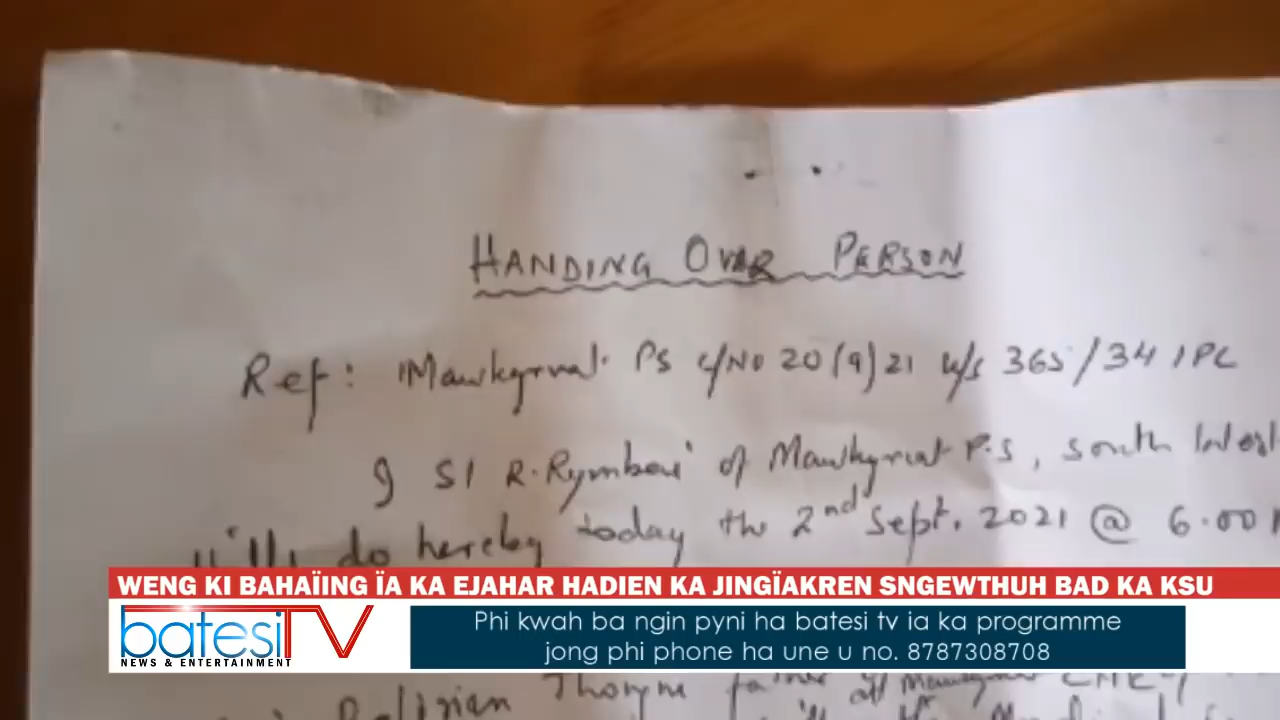 HANDING OVER PERSON
Ref: Mawkyrwat PS C/No 20(9)21 u/s 365/34 IPC
I SI R. Rymbai of Mawkyrwat P.S, South West
Hills do hereby today the 2nd Sept. 2021 @ 6.00
WENG KI BAHAÏING ÏA KA EJAHAR HADIEN KA JINGÏAKREN SNGEWTHUH BAD KA KSU
batesi TV
NEWS & ENTERTAINMENT
Phi kwah ba ngin pyni ha batesi tv ia ka programme
jong phi phone ha une u no. 8787308708
Thongni father of